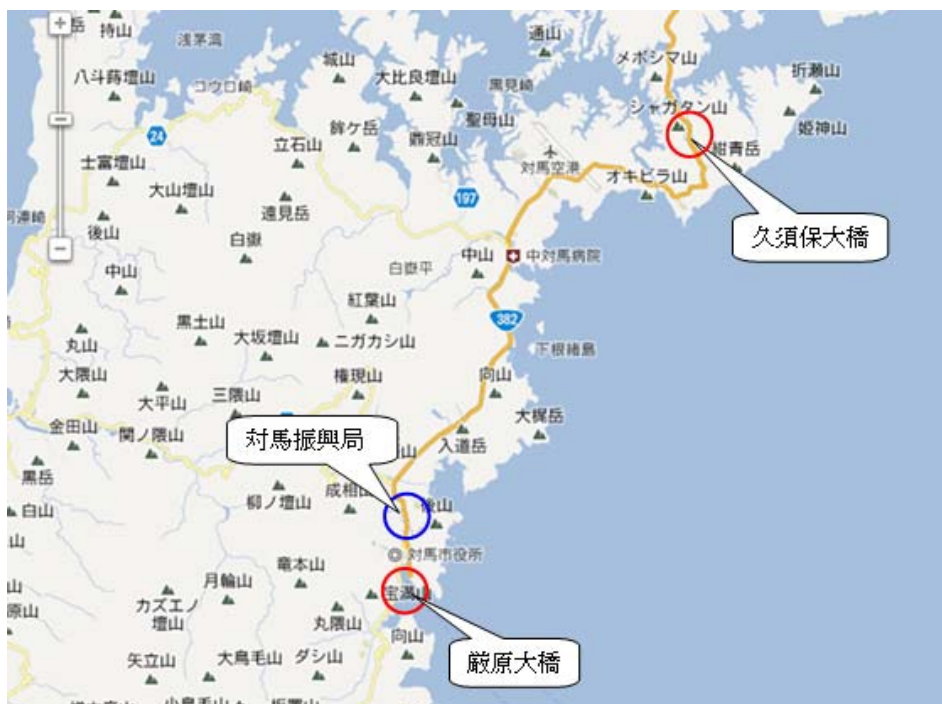 持山
浅茅湾
通山
メボシマ山
八斗蒔壇山
コウロ崎
城山
大比良壇山
黒見崎
折瀬山
24
立石山
鉢ケ岳
聖母山
鼎冠山
シャガタン山
姫神山
紺青岳
士富壇山
大山壇山
遠見岳
197
対馬空港
オキビラ山
後山
白嶽
久須保大橋
中山
白嶽平
中山
中対馬病院
紅葉山
黒土山
大坂壇山
ニガカシ山
382
下根緒島
丸山
大隈山
大平山
三隈山
権現山
向山
大梶岳
金田山
関ノ隈山
対馬振興局
入道岳
黒岳
柳ノ壇山
成相山
後山
白山
対馬市役所
竜本山
月輪山
カズエノ
壇山
宝満山
丸隈山
向山
厳原大橋
矢立山
大鳥毛山
ダシ山
小鳥毛山